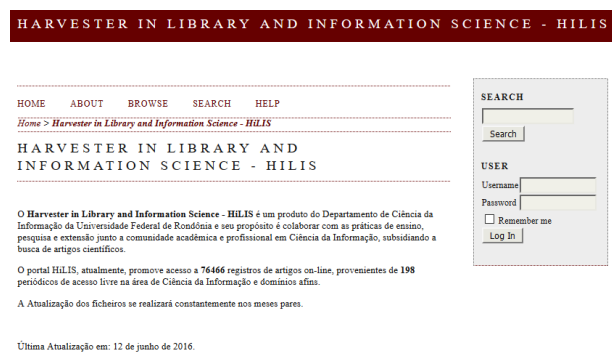 HARVESTER IN LIBRARY AND INFORMATION SCIENCE - HILIS
HOME ABOUT BROWSE SEARCH HELP
Home > Harvester in Library and Information Science - HiLIS
HARVESTER IN LIBRARY AND
INFORMATION SCIENCE - HILIS
O Harvester in Library and Information Science - HiLIS é um produto do Departamento de Ciência da
Informação da Universidade Federal de Rondônia e seu propósito é colaborar com as práticas de ensino,
pesquisa e extensão junto a comunidade acadêmica e profissional em Ciência da Informação, subsidiando a
busca de artigos científicos.
O portal HiLIS, atualmente, promove acesso a 76466 registros de artigos on-line, provenientes de 198
periódicos de acesso livre na área de Ciência da Informação e domínios afins.
A Atualização dos ficheiros se realizará constantemente nos meses pares.
Última Atualização em: 12 de junho de 2016.
SEARCH
Search
USER
Username
Password
Remember me
Log In